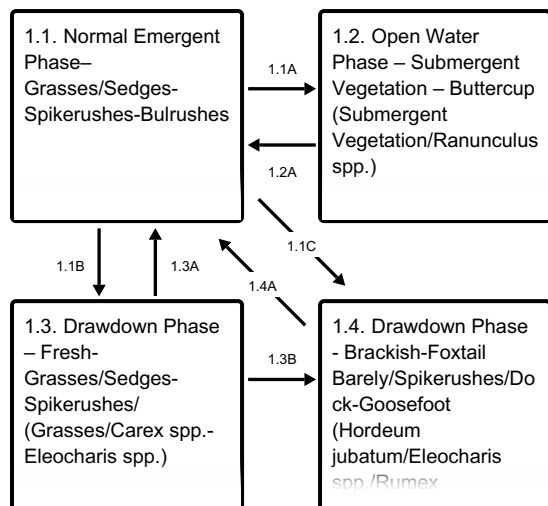 1.1. Normal Emergent
Phase–
Grasses/Sedges-
Spikerushes-Bulrushes
1.1A
1.2. Open Water
Phase – Submergent
Vegetation – Buttercup
(Submergent
Vegetation/Ranunculus
spp.)
1.2A
1.1B
1.3A
1.1C
1.4A
1.3. Drawdown Phase
– Fresh-
Grasses/Sedges-
Spikerushes/
(Grasses/Carex spp.-
Eleocharis spp.)
1.3B
1.4. Drawdown Phase
- Brackish-Foxtail
Barely/Spikerushes/Do
ck-Goosefoot
(Hordeum
jubatum/Eleocharis
spp./Rumex